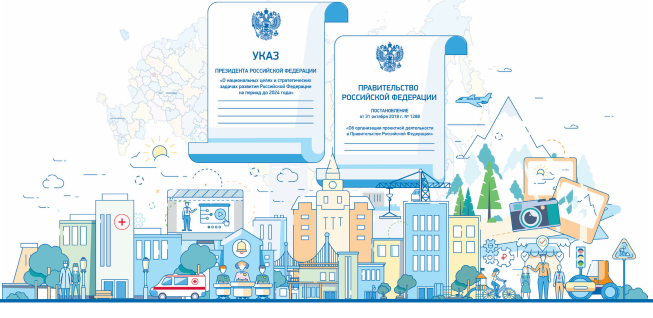 УКАЗ
ПРЕЗИДЕНТА РОССИЙСКОЙ ФЕДЕРАЦИИ
«О национальных целях и стратегических
задачах развития Российской Федерации
на период до 2024 года»
ПРАВИТЕЛЬСТВО
РОССИЙСКОЙ ФЕДЕРАЦИИ
ПОСТАНОВЛЕНИЕ
от 31 октября 2018 г. № 1288
«Об организации проектной деятельности
в Правительстве Российской Федерации»